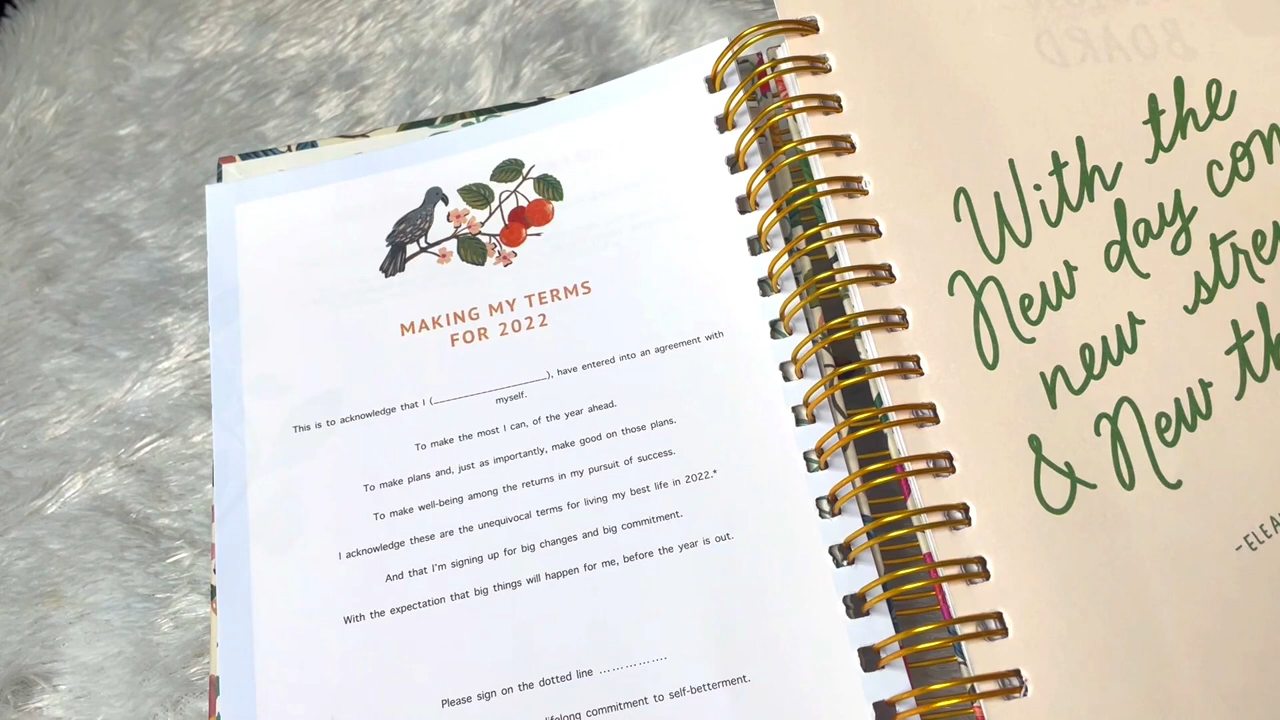 MAKING MY TERMS
FOR 2022
This is to acknowledge that I (____________________), have entered into an agreement with
myself.
To make the most I can, of the year ahead.
To make plans and, just as importantly, make good on those plans.
To make well-being among the returns in my pursuit of success.
I acknowledge these are the unequivocal terms for living my best life in 2022.*
And that I'm signing up for big changes and big commitment.
With the expectation that big things will happen for me, before the year is out.
Please sign on the dotted line ................
lifelong commitment to self-betterment.
With the
New day com
new stre
& New th
-ELEA
BOARD